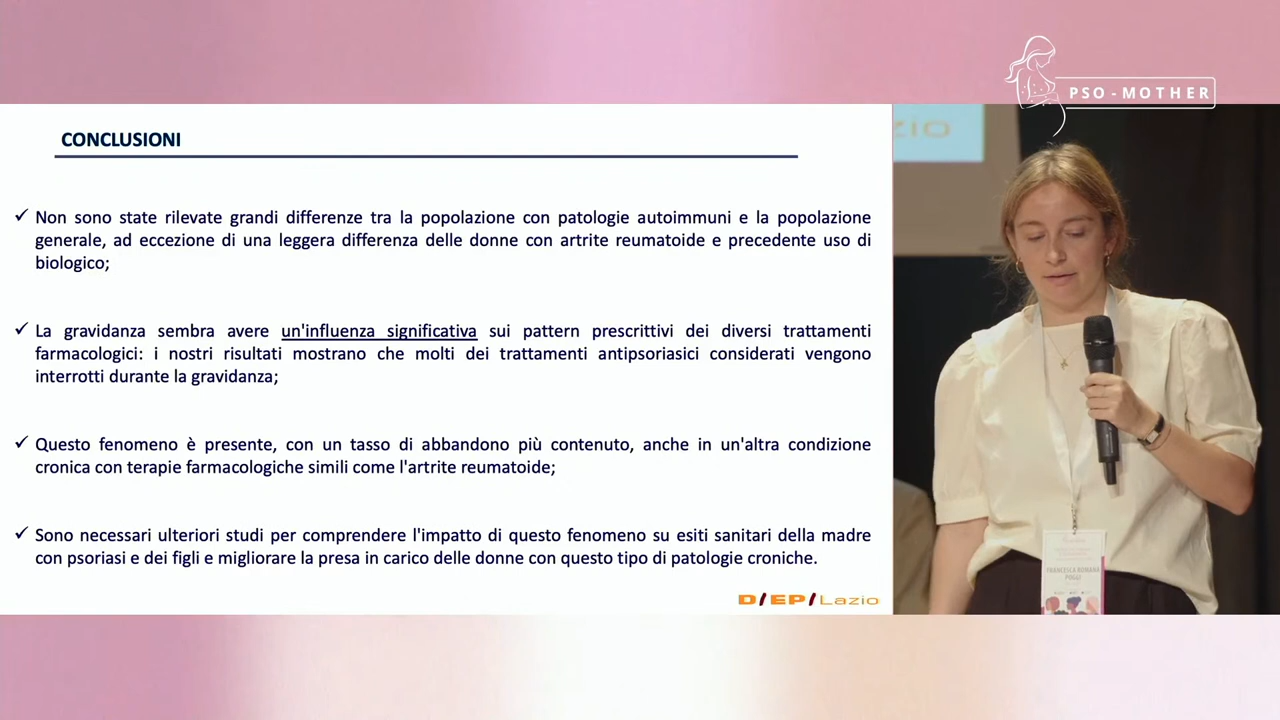 PSO-MOTHER
CONCLUSIONI
✓ Non sono state rilevate grandi differenze tra la popolazione con patologie autoimmuni e la popolazione
generale, ad eccezione di una leggera differenza delle donne con artrite reumatoide e precedente uso di
biologico;
✓ La gravidanza sembra avere un'influenza significativa sui pattern prescrittivi dei diversi trattamenti
farmacologici: i nostri risultati mostrano che molti dei trattamenti antipsoriasici considerati vengono
interrotti durante la gravidanza;
✓ Questo fenomeno è presente, con un tasso di abbandono più contenuto, anche in un'altra condizione
cronica con terapie farmacologiche simili come l'artrite reumatoide;
✓ Sono necessari ulteriori studi per comprendere l'impatto di questo fenomeno su esiti sanitari della madre
con psoriasi e dei figli e migliorare la presa in carico delle donne con questo tipo di patologie croniche.
D/EP/Lazio
zio
FRANCESCA ROMANA
POGGI